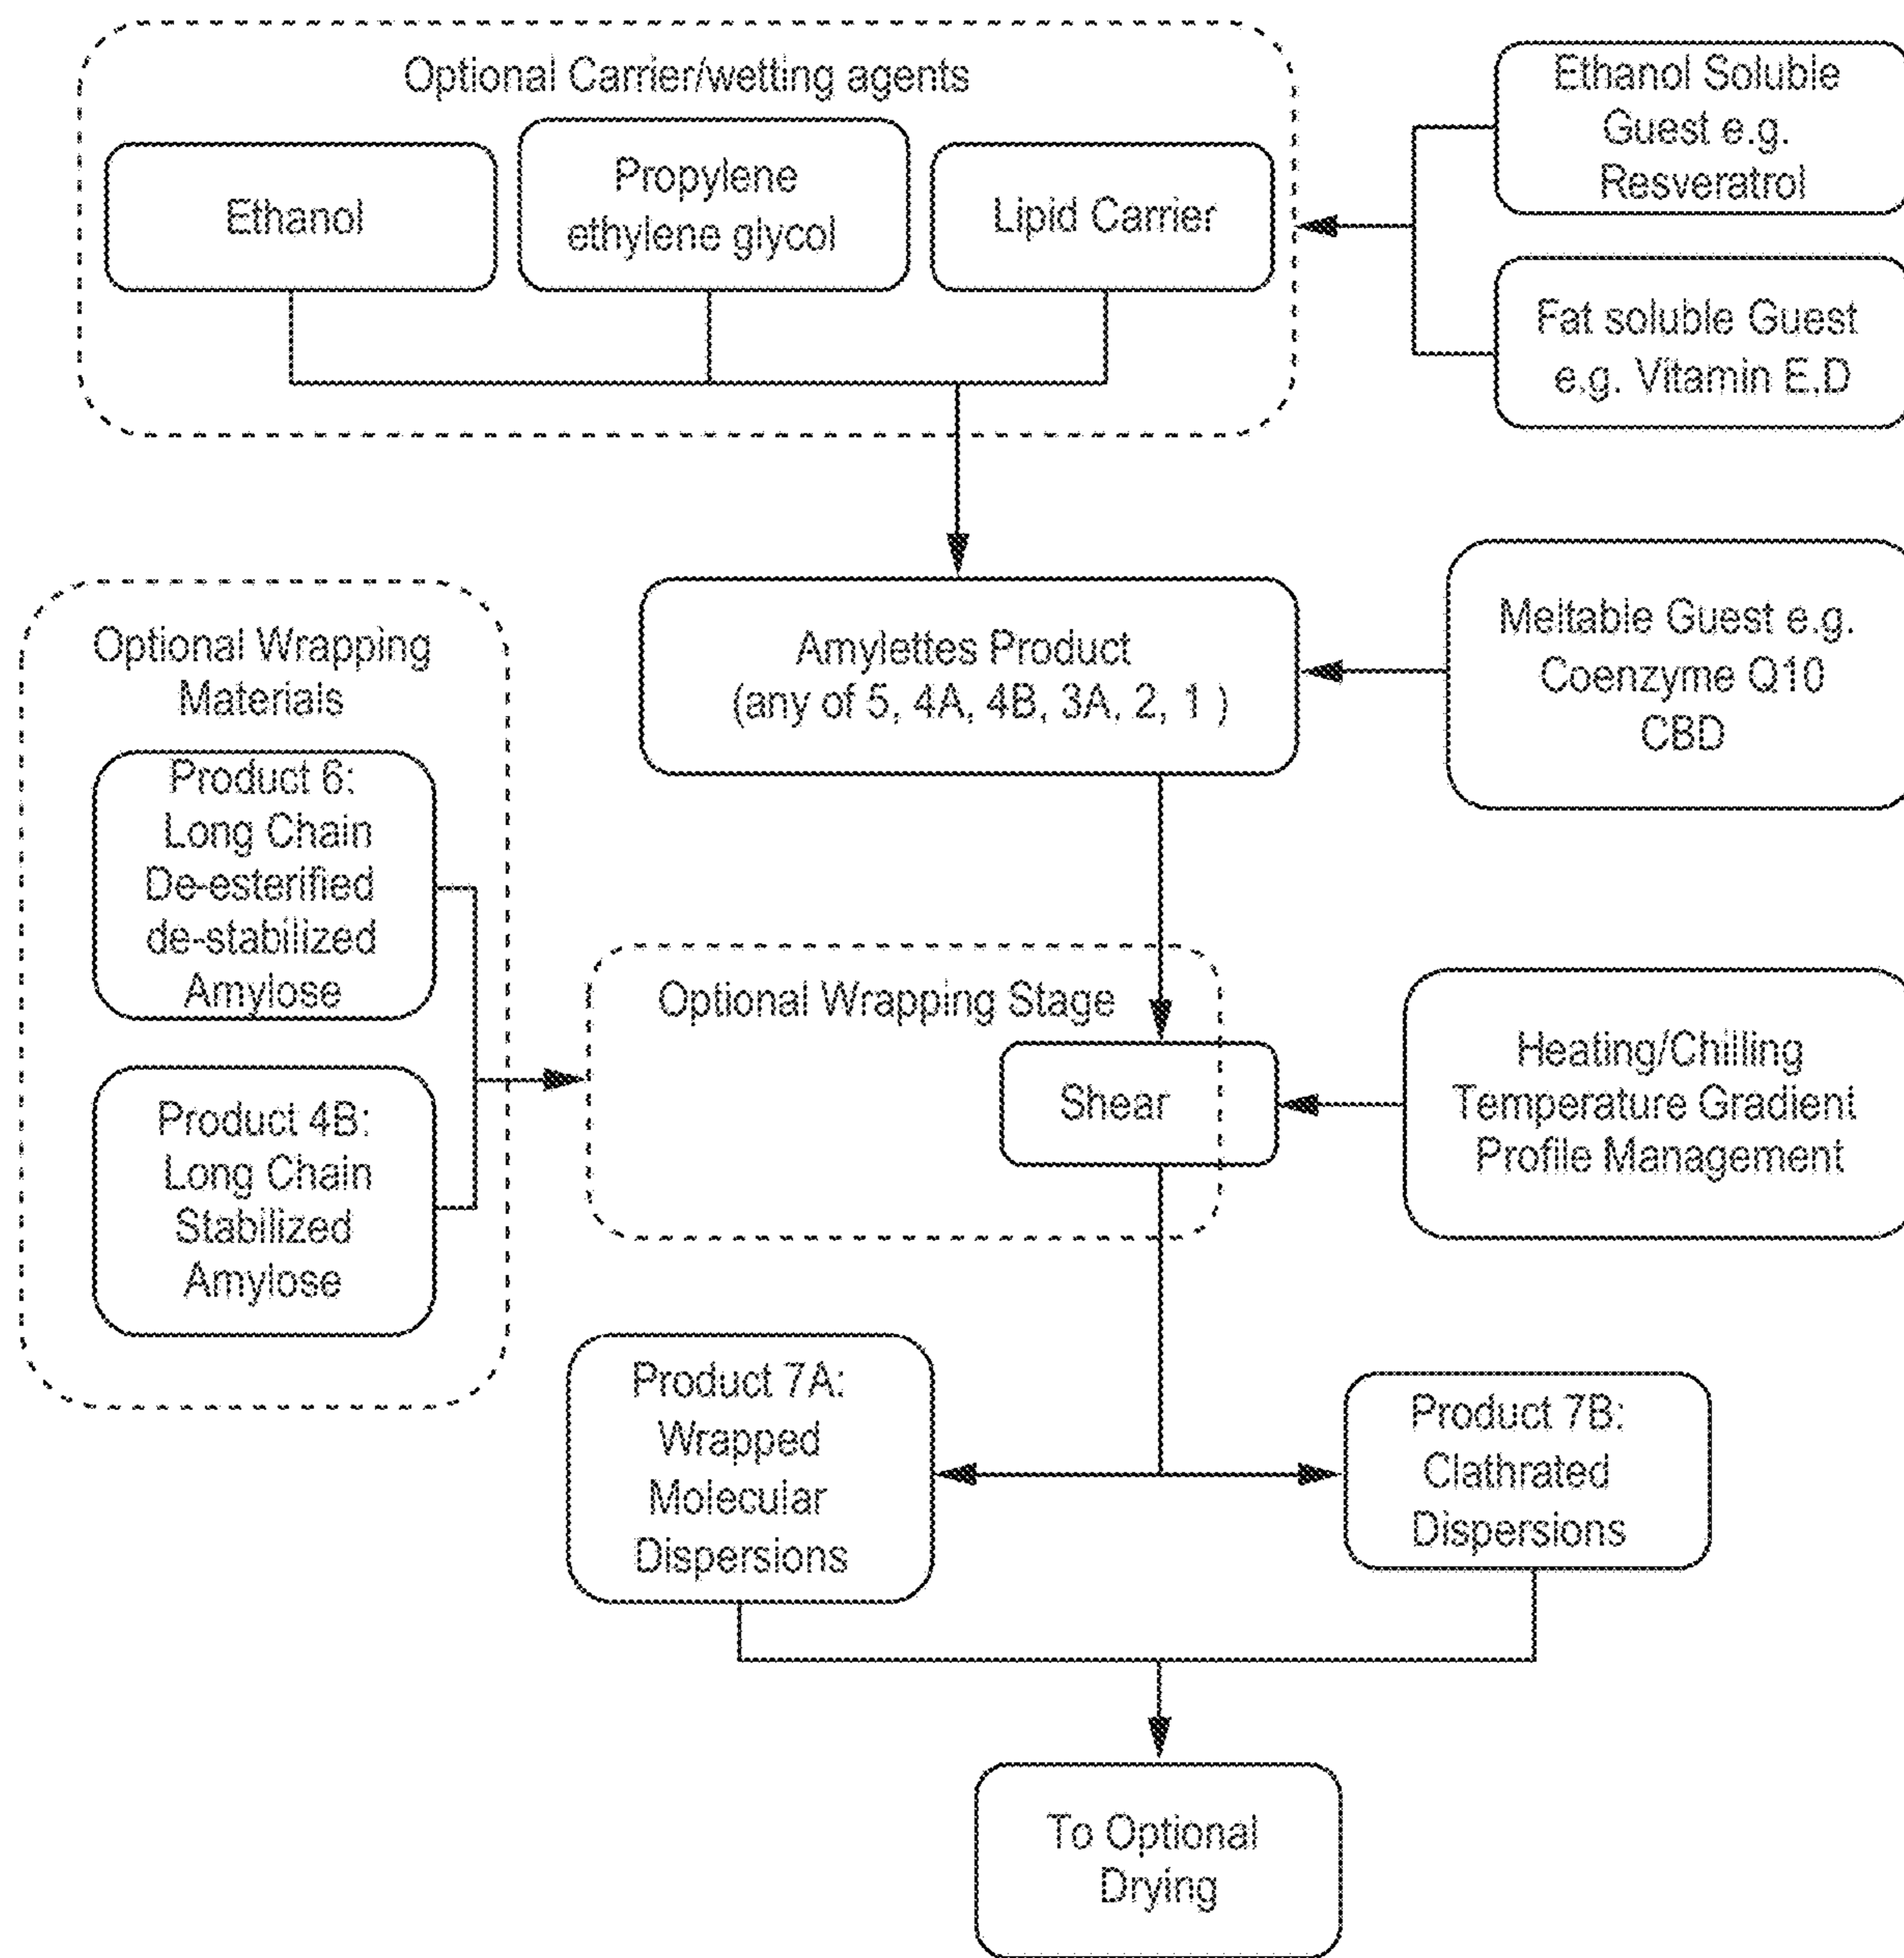 Optional Carrier/wetting agents
Ethanol
Propylene
ethylene glycol
Lipid Carrier
Ethanol Soluble
Guest e.g.
Resveratrol
Fat soluble Guest
e.g. Vitamin E,D
Amylettes Product
(any of 5, 4A, 4B, 3A, 2, 1 )
Meltable Guest e.g.
Coenzyme Q10
CBD
Optional Wrapping
Materials
Product 6:
Long Chain
De-esterified
de-stabilized
Amylose
Product 4B:
Long Chain
Stabilized
Amylose
Optional Wrapping Stage
Shear
Heating/Chilling
Temperature Gradient
Profile Management
Product 7A:
Wrapped
Molecular
Dispersions
Product 7B:
Clathrated
Dispersions
To Optional
Drying